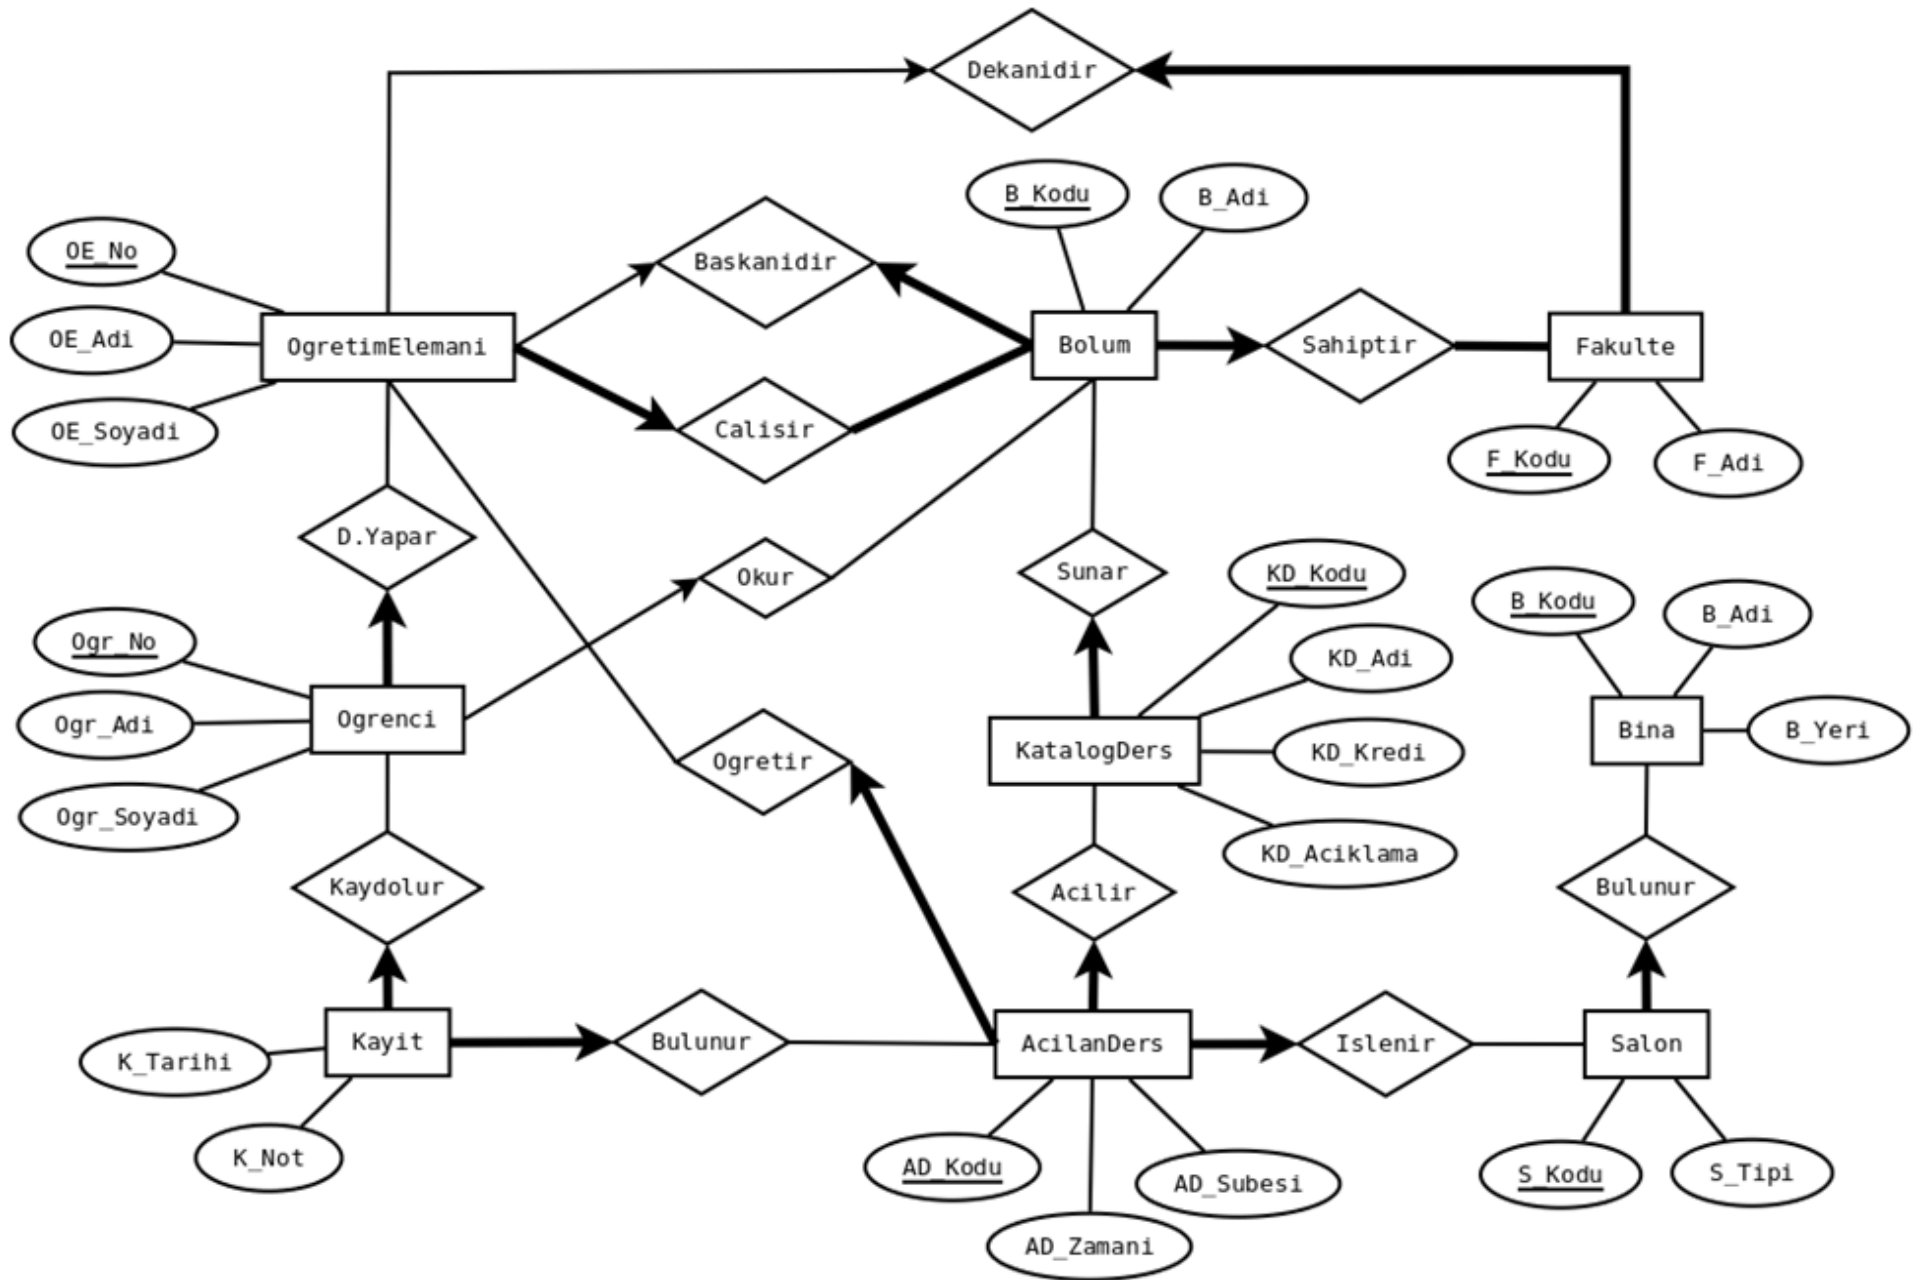 Dekanidir
B_Kodu
B_Adi
OE_No
Baskanidir
OE_Adi
OgretimElemani
Bolum
Sahiptir
Fakulte
OE_Soyadi
Calisir
F_Kodu
F_Adi
D.Yapar
Okur
Sunar
KD_Kodu
B_Kodu
B_Adi
Ogr_No
KD_Adi
Ogr_Adi
Ogrenci
Ogretir
KatalogDers
KD_Kredi
Bina
B_Yeri
Ogr_Soyadi
KD_Aciklama
Kaydolur
Acilir
Bulunur
K_Tarihi
Kayit
Bulunur
AcilanDers
Islenir
Salon
K_Not
AD_Kodu
AD_Subesi
S_Kodu
S_Tipi
AD_Zamani